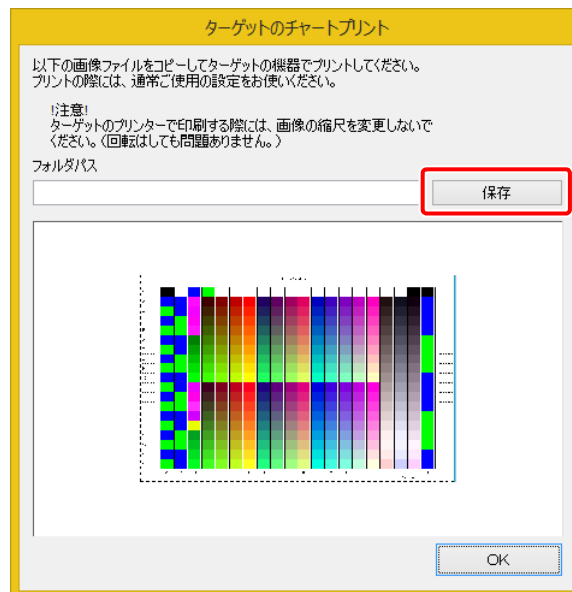 ターゲットのチャートプリント
以下の画像ファイルをコピーしてターゲットの機器でプリントしてください。
プリントの際には、通常ご使用の設定をお使いください。
!注意!
ターゲットのプリンターで印刷する際には、画像の縮尺を変更しないで
ください。(回転はしても問題ありません。)
フォルダパス
保存
OK